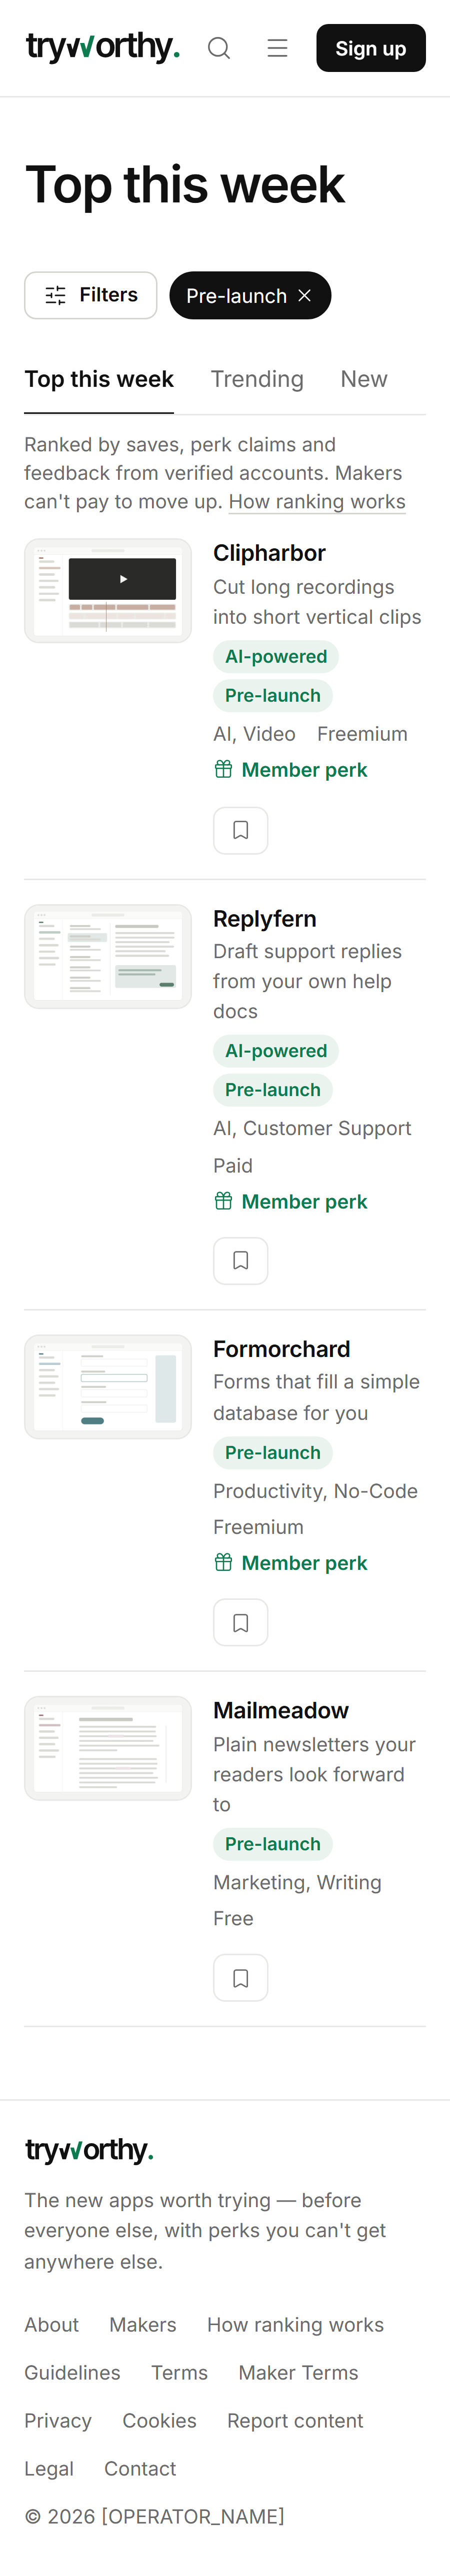 tryworthy.
Sign up
Top this week
Filters
Pre-launch
Top this week
Trending
New
Ranked by saves, perk claims and
feedback from verified accounts. Makers
can't pay to move up. How ranking works
Clipharbor
Cut long recordings
into short vertical clips
AI-powered
Pre-launch
AI, Video
Freemium
Member perk
Replyfern
Draft support replies
from your own help
docs
AI-powered
Pre-launch
AI, Customer Support
Paid
Member perk
Formorchard
Forms that fill a simple
database for you
Pre-launch
Productivity, No-Code
Freemium
Member perk
Mailmeadow
Plain newsletters your
readers look forward
to
Pre-launch
Marketing, Writing
Free
tryworthy.
The new apps worth trying — before
everyone else, with perks you can't get
anywhere else.
About
Makers
How ranking works
Guidelines
Terms
Maker Terms
Privacy
Cookies
Report content
Legal
Contact
© 2026 [OPERATOR_NAME]